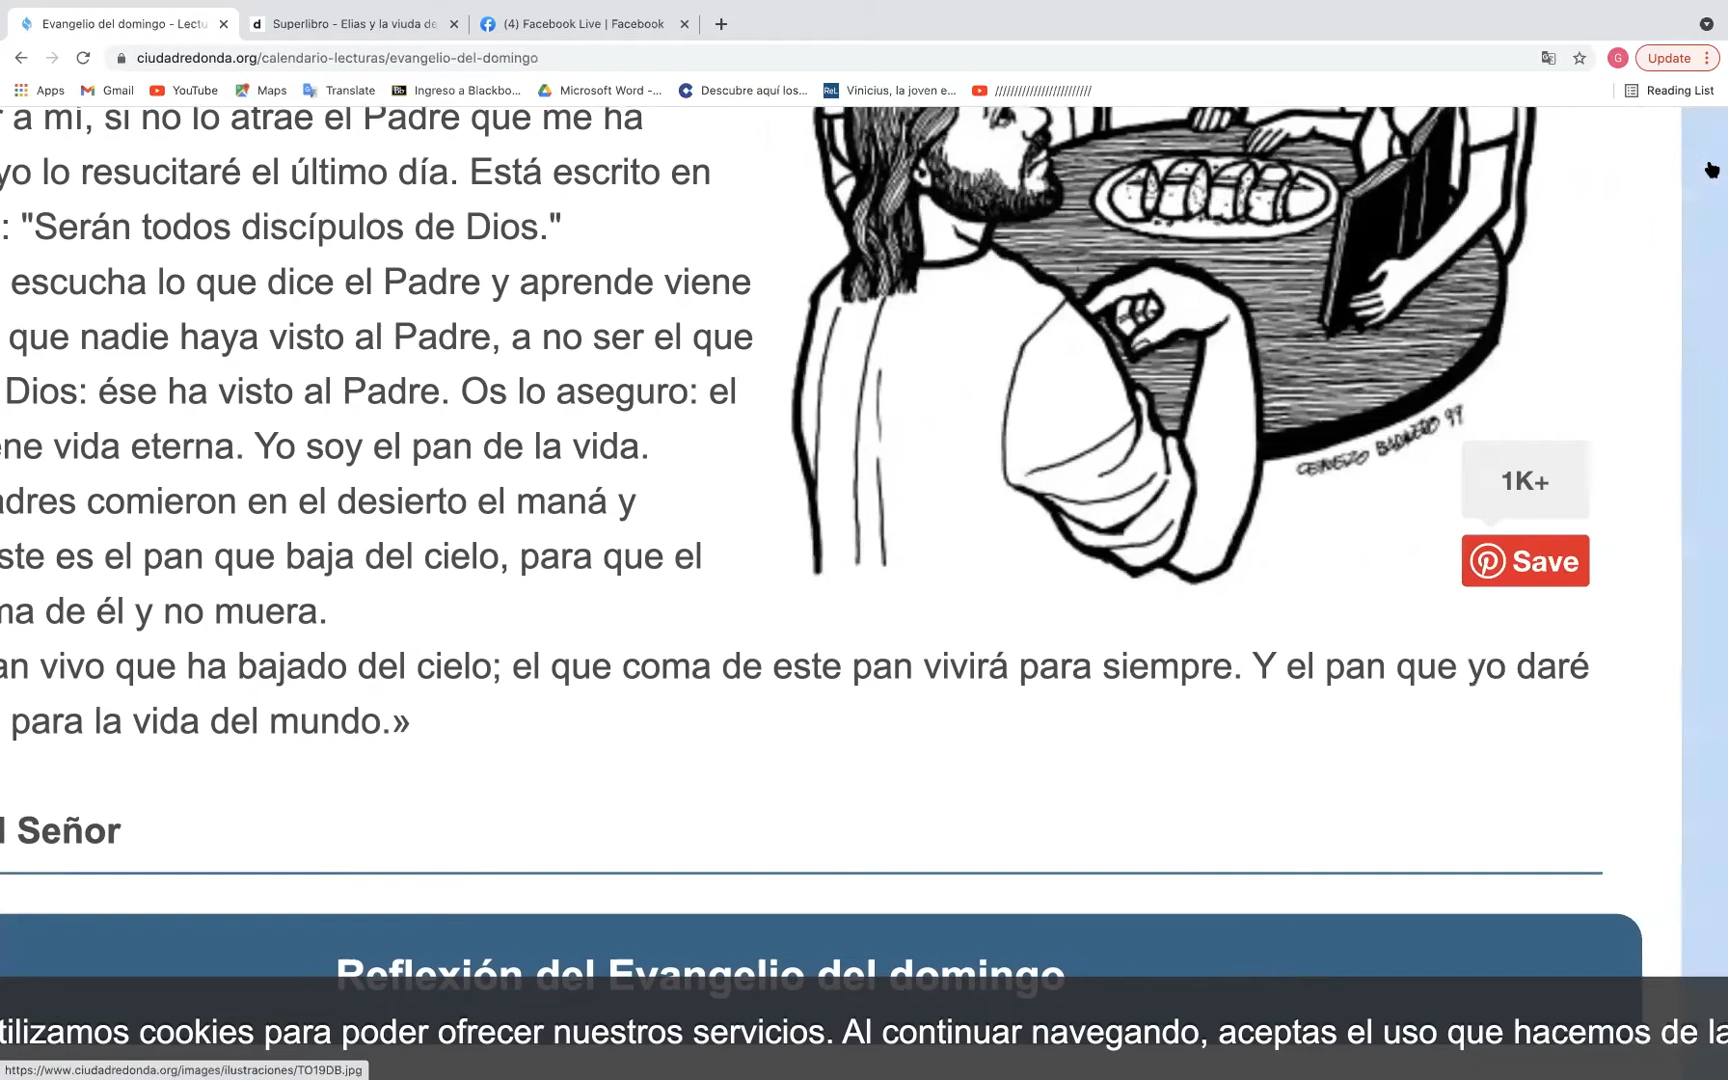 Evangelio del domingo - Lectu
Superlibro - Elias y la viuda de
(4) Facebook Live | Facebook
ciudadredonda.org/calendario-lecturas/evangelio-del-domingo
G
Update
Apps
Gmail
YouTube
Maps
Translate
Ingreso a Blackbo...
Microsoft Word -...
Descubre aquí los...
Vinicius, la joven e...
/////////////////////////
Reading List
r a mí, si no lo atrae el Padre que me ha
yo lo resucitaré el último día. Está escrito en
: "Serán todos discípulos de Dios."
escucha lo que dice el Padre y aprende viene
que nadie haya visto al Padre, a no ser el que
Dios: ése ha visto al Padre. Os lo aseguro: el
ene vida eterna. Yo soy el pan de la vida.
adres comieron en el desierto el maná y
ste es el pan que baja del cielo, para que el
ma de él y no muera.
an vivo que ha bajado del cielo; el que coma de este pan vivirá para siempre. Y el pan que yo daré
para la vida del mundo.»
1K+
Save
l Señor
Reflexión del Evangelio del domingo
tilizamos cookies para poder ofrecer nuestros servicios. Al continuar navegando, aceptas el uso que hacemos de la
https://www.ciudadredonda.org/images/ilustraciones/TO19DB.jpg